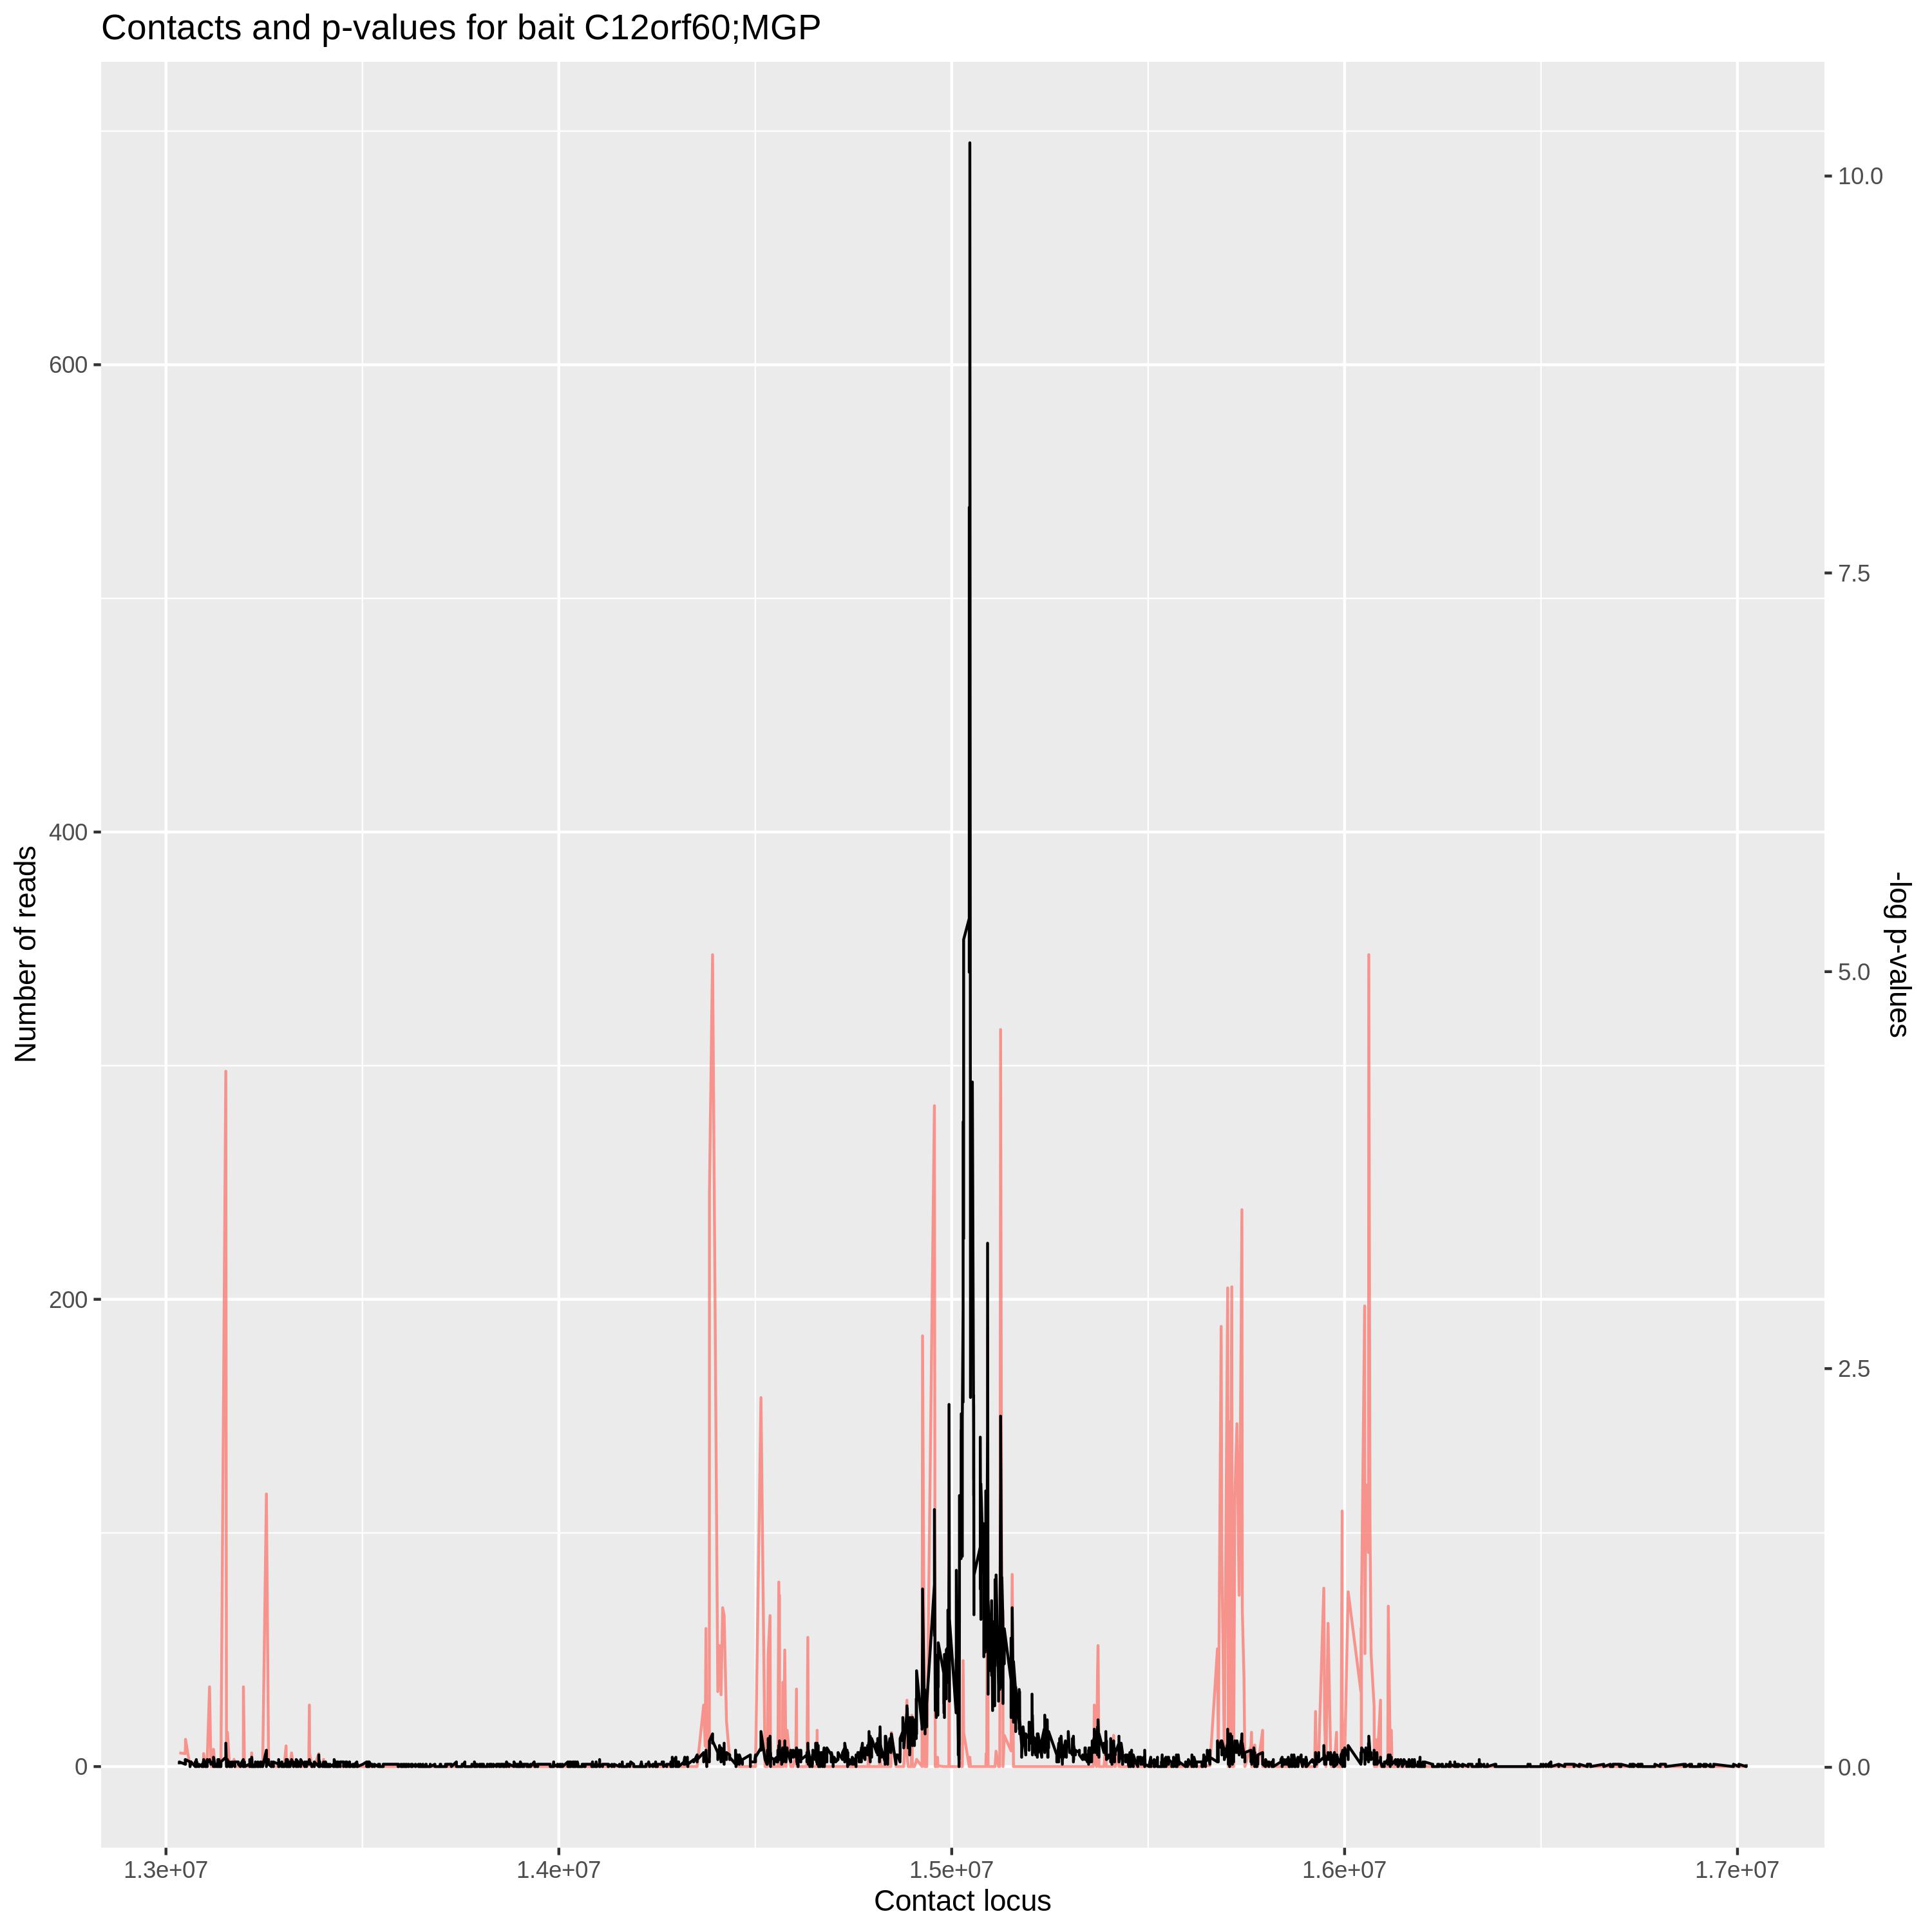 Contacts and p-values for bait C12orf60;MGP
Number of reads
600
400
200
0
10.0
7.5
5.0
2.5
0.0
-log p-values
1.3e+07
1.4e+07
1.5e+07
1.6e+07
1.7e+07
Contact locus